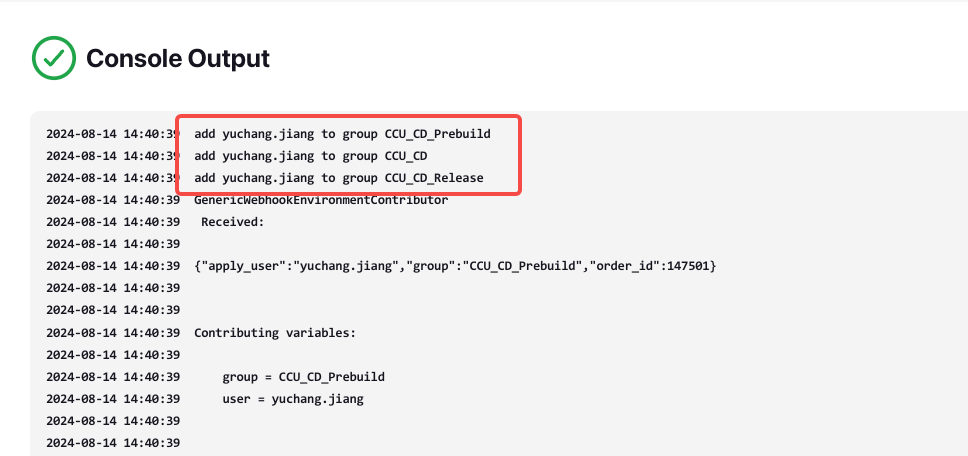 Console Output
2024-08-14 14:40:39  add yuchang.jiang to group CCU_CD_Prebuild
2024-08-14 14:40:39  add yuchang.jiang to group CCU_CD
2024-08-14 14:40:39  add yuchang.jiang to group CCU_CD_Release
2024-08-14 14:40:39  GenericWebhookEnvironmentContributor
2024-08-14 14:40:39   Received:
2024-08-14 14:40:39
2024-08-14 14:40:39  {"apply_user":"yuchang.jiang","group":"CCU_CD_Prebuild","order_id":147501}
2024-08-14 14:40:39
2024-08-14 14:40:39
2024-08-14 14:40:39  Contributing variables:
2024-08-14 14:40:39
2024-08-14 14:40:39      group = CCU_CD_Prebuild
2024-08-14 14:40:39      user = yuchang.jiang
2024-08-14 14:40:39
2024-08-14 14:40:39